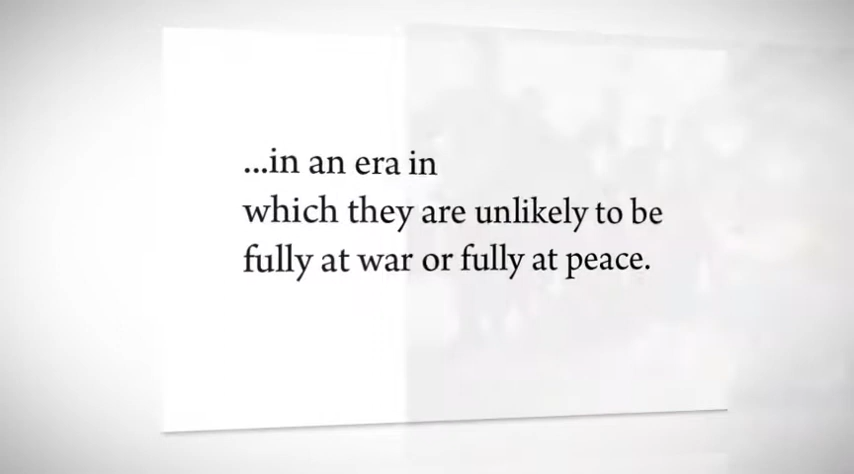 ...in an era in
which they are unlikely to be
fully at war or fully at peace.